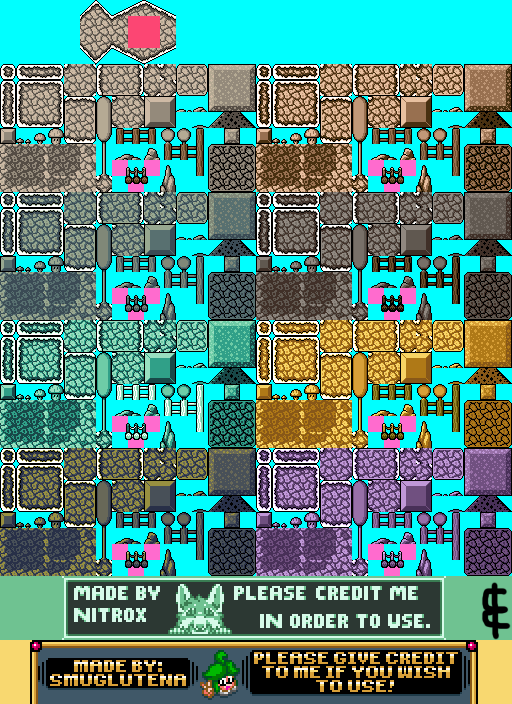 MADE BY
NITROX
PLEASE CREDIT ME
IN ORDER TO USE.
MADE BY:
SMUGLUTENA
PLEASE GIVE CREDIT
TO ME IF YOU WISH
TO USE!